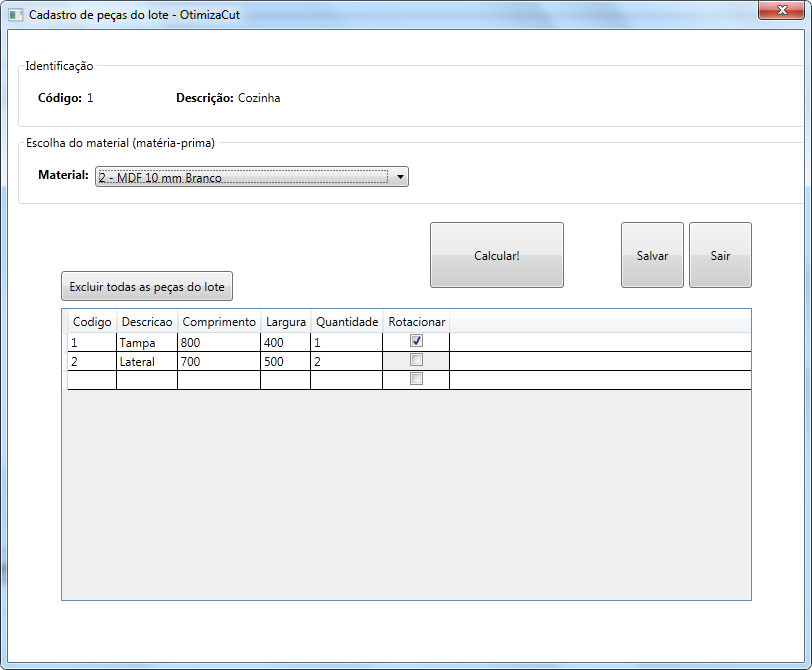 Cadastro de peças do lote - OtimizaCut
Identificação
Código: 1 Descrição: Cozinha
Escolha do material (matéria-prima)
Material: 2 - MDF 10 mm Branco
Calcular! Salvar Sair
Excluir todas as peças do lote
Codigo Descricao Comprimento Largura Quantidade Rotacionar
1 Tampa 800 400 1
2 Lateral 700 500 2